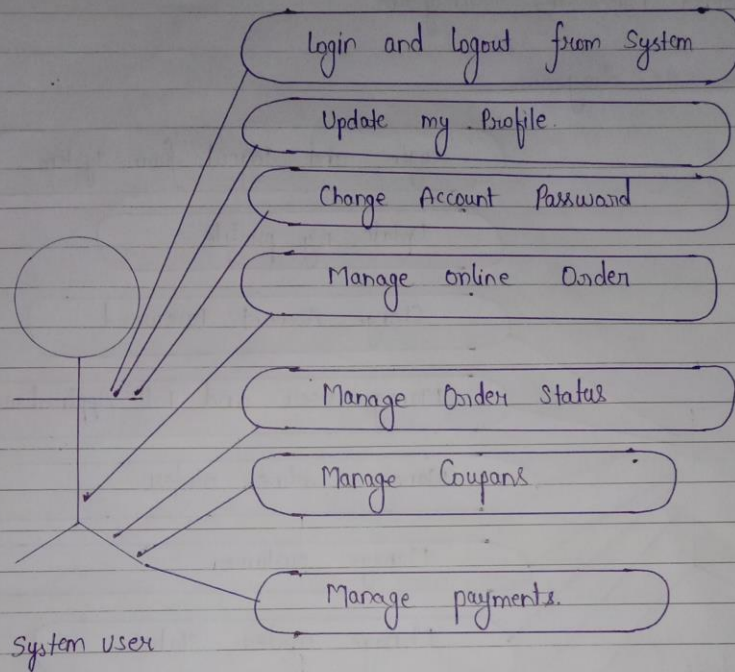 Login and Logout from System
Update my Profile.
Change Account Passward
Manage online Order
Manage Order Status
Manage Coupans
Manage payments.
System user